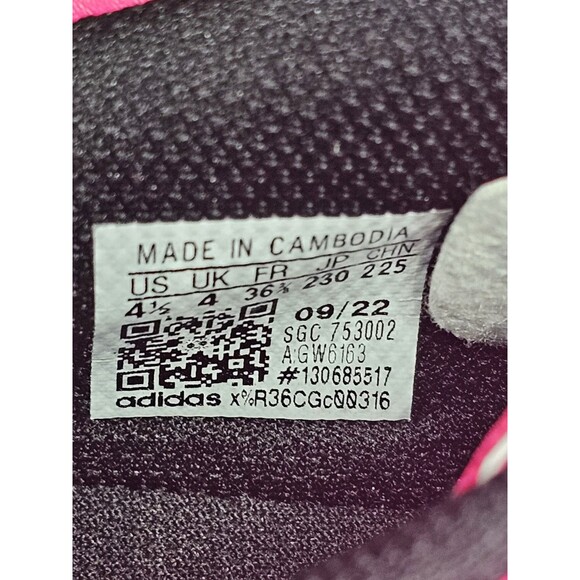 MADE IN CAMBODIA
US UK FR JP CHN
4½ 4 36⅔ 230 225
09/22
SGC 753002
A:GW6163
#130685517
adidas x%R36CGc00316